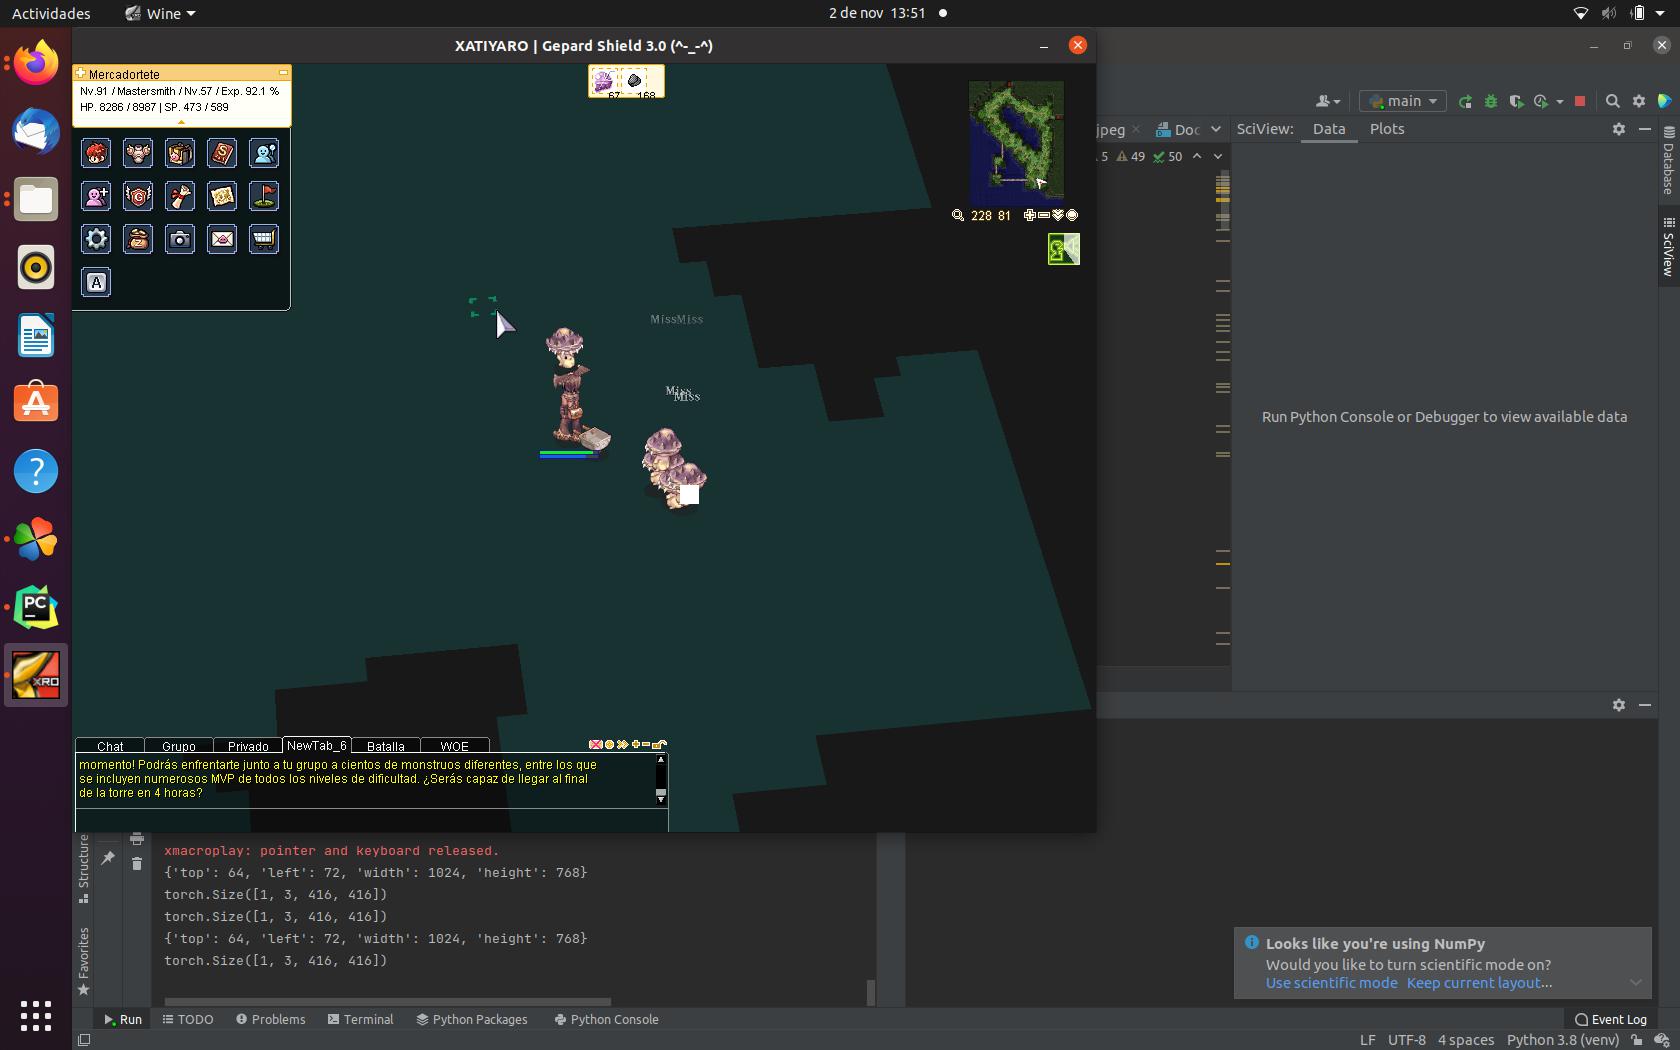 Actividades
Wine
2 de nov 13:51
XATIYARO | Gepard Shield 3.0 (^-_-^)
Mercadortete
Nv.91 / Mastersmith / Nv.57 / Exp. 92.1 %
HP. 8286 / 8987 | SP. 473 / 589
67 168
A
228 81
MissMiss
Miss
Miss
main
jpeg
Doc
SciView:
Data
Plots
5
49
50
Database
SciView
Run Python Console or Debugger to view available data
PC
XRO
Chat
Grupo
Privado
NewTab_6
Batalla
WOE
momento! Podrás enfrentarte junto a tu grupo a cientos de monstruos diferentes, entre los que
se incluyen numerosos MVP de todos los niveles de dificultad. ¿Serás capaz de llegar al final
de la torre en 4 horas?
Structure
Favorites
xmacroplay: pointer and keyboard released.
{'top': 64, 'left': 72, 'width': 1024, 'height': 768}
torch.Size([1, 3, 416, 416])
torch.Size([1, 3, 416, 416])
{'top': 64, 'left': 72, 'width': 1024, 'height': 768}
torch.Size([1, 3, 416, 416])
Looks like you're using NumPy
Would you like to turn scientific mode on?
Use scientific mode Keep current layout...
Run
TODO
Problems
Terminal
Python Packages
Python Console
Event Log
LF UTF-8 4 spaces Python 3.8 (venv)